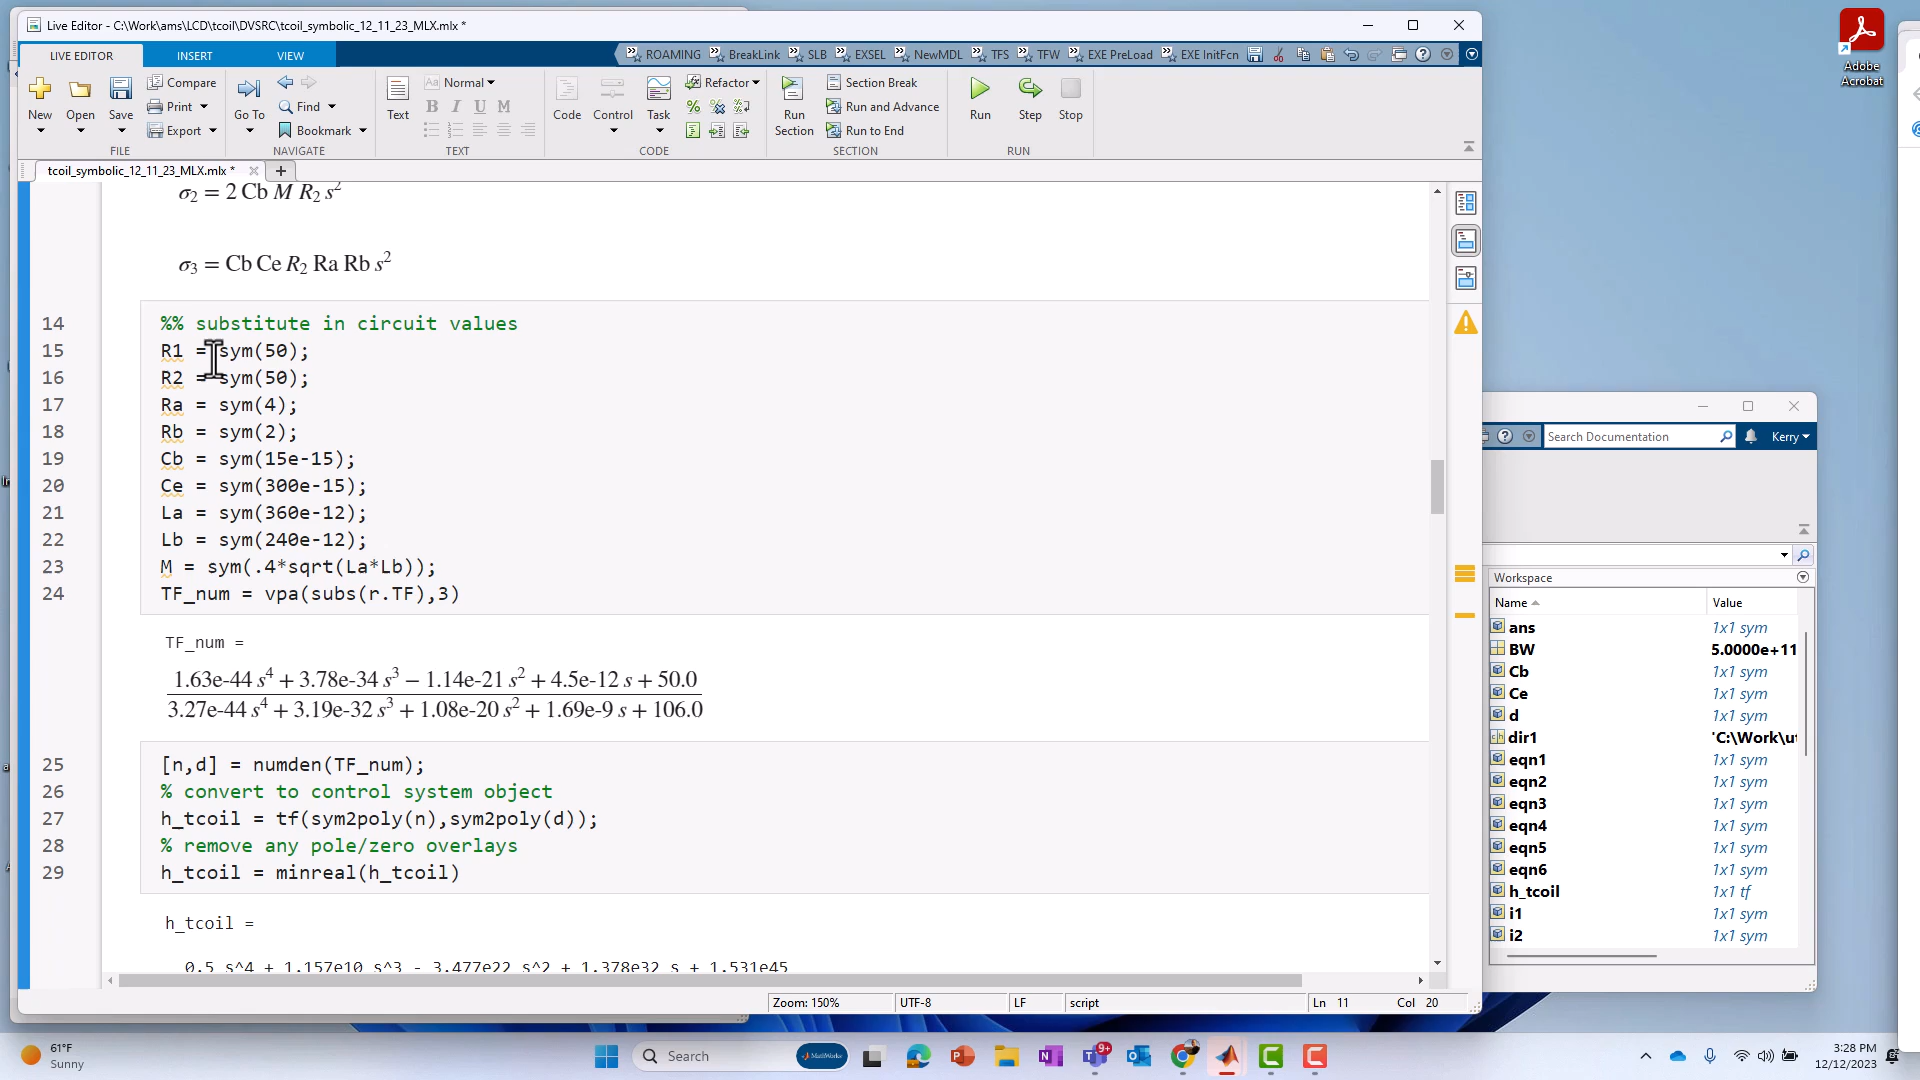 Live Editor - C:\Work\ams\LCD\tcoil\DVSRC\tcoil_symbolic_12_11_23_MLX.mlx *
LIVE EDITOR INSERT VIEW
ROAMING BreakLink SLB EXSEL NewMDL TFS TFW EXE PreLoad EXE InitFcn
New Open Save Compare Print Export
FILE
Go To Find Bookmark
NAVIGATE
Text Normal B I U M
TEXT
Code Control Task Refactor
CODE
Run Section Section Break Run and Advance Run to End
SECTION
Run Step Stop
RUN
tcoil_symbolic_12_11_23_MLX.mlx *
σ2 = 2 Cb M R2 s^2
σ3 = Cb Ce R2 Ra Rb s^2
14 %% substitute in circuit values
15 R1 = sym(50);
16 R2 = sym(50);
17 Ra = sym(4);
18 Rb = sym(2);
19 Cb = sym(15e-15);
20 Ce = sym(300e-15);
21 La = sym(360e-12);
22 Lb = sym(240e-12);
23 M = sym(.4*sqrt(La*Lb));
24 TF_num = vpa(subs(r.TF),3)
TF_num =
1.63e-44 s^4 + 3.78e-34 s^3 − 1.14e-21 s^2 + 4.5e-12 s + 50.0
3.27e-44 s^4 + 3.19e-32 s^3 + 1.08e-20 s^2 + 1.69e-9 s + 106.0
25 [n,d] = numden(TF_num);
26 % convert to control system object
27 h_tcoil = tf(sym2poly(n),sym2poly(d));
28 % remove any pole/zero overlays
29 h_tcoil = minreal(h_tcoil)
h_tcoil =
0.5 s^4 + 1.157e10 s^3 - 3.477e22 s^2 + 1.378e32 s + 1.531e45
Zoom: 150% UTF-8 LF script Ln 11 Col 20
Adobe
Acrobat
Search Documentation Kerry
Workspace
Name Value
ans 1x1 sym
BW 5.0000e+11
Cb 1x1 sym
Ce 1x1 sym
d 1x1 sym
dir1 'C:\Work\ut
eqn1 1x1 sym
eqn2 1x1 sym
eqn3 1x1 sym
eqn4 1x1 sym
eqn5 1x1 sym
eqn6 1x1 sym
h_tcoil 1x1 tf
i1 1x1 sym
i2 1x1 sym
61°F
Sunny
Search
MathWorks
9+
3:28 PM
12/12/2023